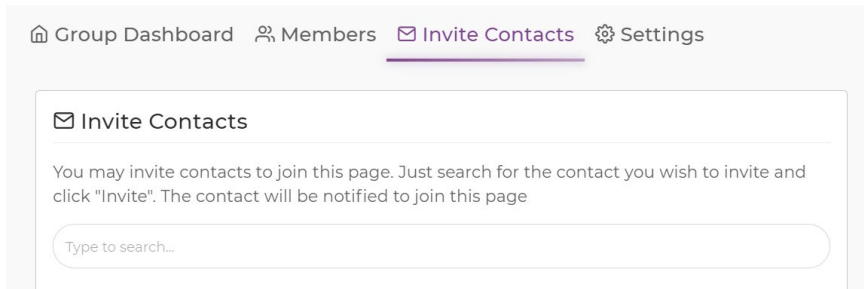 Group Dashboard Members Invite Contacts Settings
Invite Contacts
You may invite contacts to join this page. Just search for the contact you wish to invite and
click "Invite". The contact will be notified to join this page
Type to search...